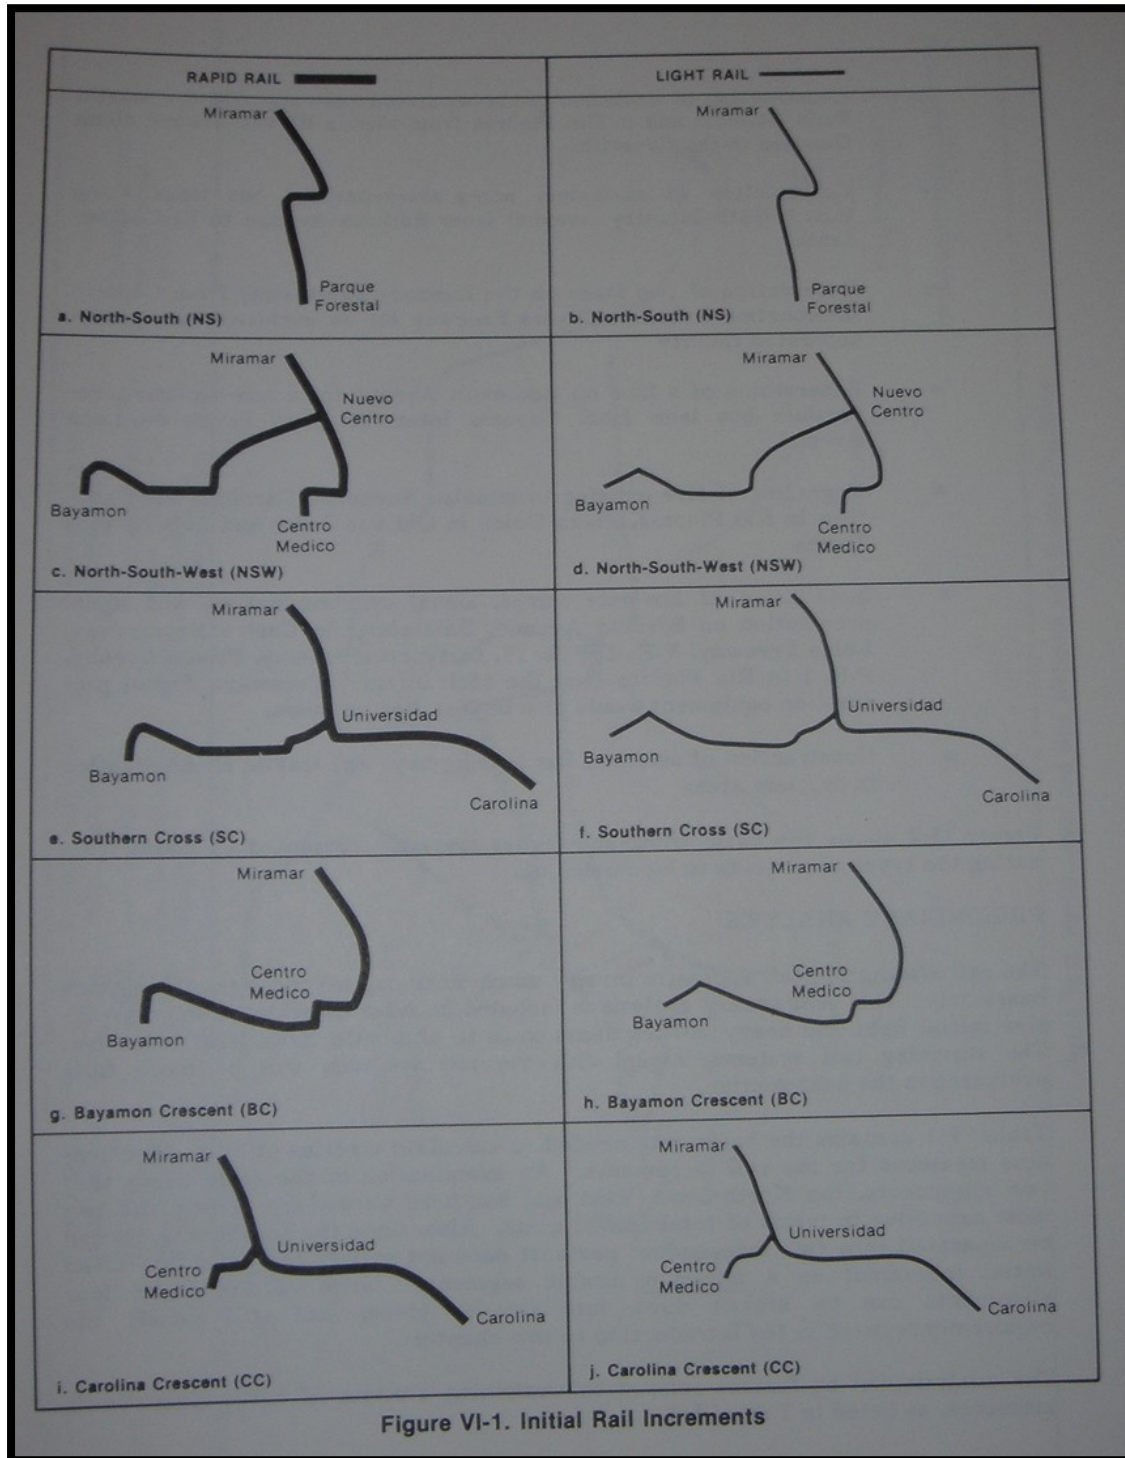 RAPID RAIL
LIGHT RAIL
Miramar
Parque
Forestal
a. North-South (NS)
Miramar
Parque
Forestal
b. North-South (NS)
Miramar
Nuevo
Centro
Bayamon
Centro
Medico
c. North-South-West (NSW)
Miramar
Nuevo
Centro
Bayamon
Centro
Medico
d. North-South-West (NSW)
Miramar
Universidad
Bayamon
Carolina
e. Southern Cross (SC)
Miramar
Universidad
Bayamon
Carolina
f. Southern Cross (SC)
Miramar
Centro
Medico
Bayamon
g. Bayamon Crescent (BC)
Miramar
Centro
Medico
Bayamon
h. Bayamon Crescent (BC)
Miramar
Universidad
Centro
Medico
Carolina
i. Carolina Crescent (CC)
Miramar
Universidad
Centro
Medico
Carolina
j. Carolina Crescent (CC)
Figure VI-1. Initial Rail Increments